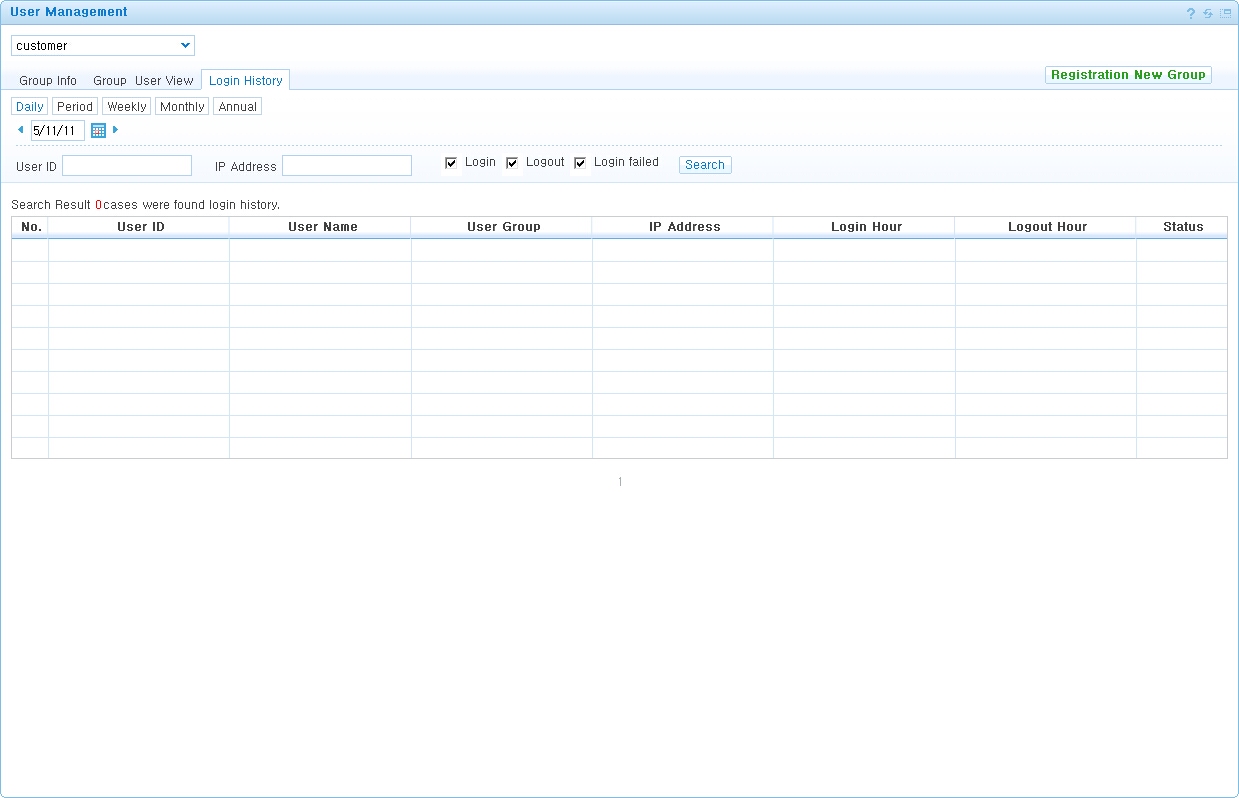 User Management ?
customer
Group Info Group User View Login History Registration New Group
Daily Period Weekly Monthly Annual
5/11/11
User ID IP Address Login Logout Login failed Search
Search Result 0cases were found login history.
No. User ID User Name User Group IP Address Login Hour Logout Hour Status
1